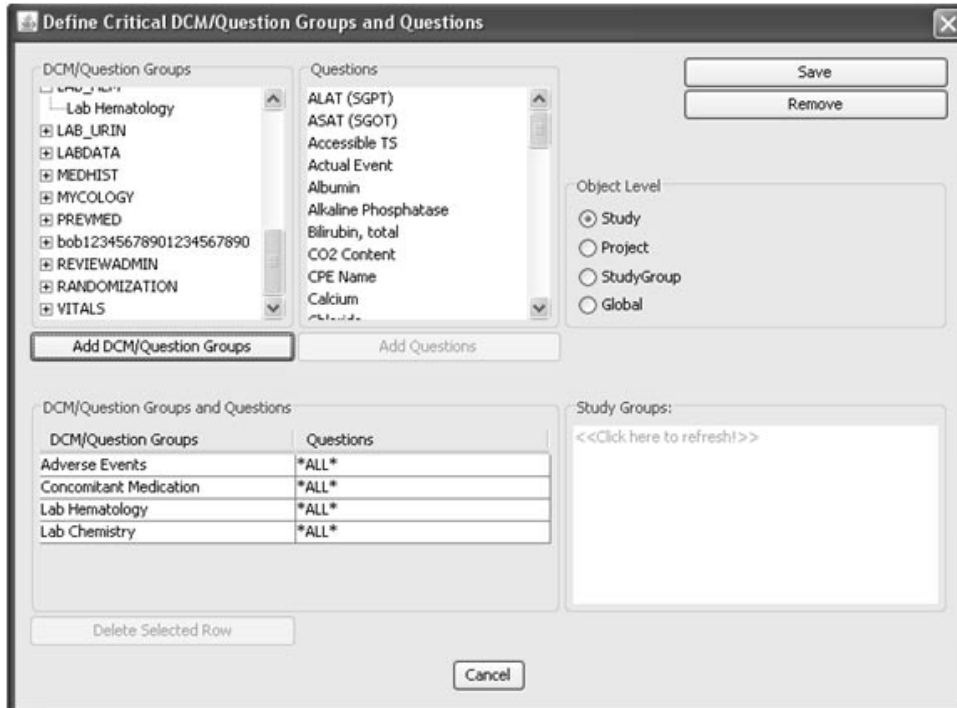 Define Critical DCM/Question Groups and Questions
DCM/Question Groups
LAB_HEM
Lab Hematology
LAB_URIN
LABDATA
MEDHIST
MYCOLOGY
PREVMED
bob12345678901234567890
REVIEWADMIN
RANDOMIZATION
VITALS
Add DCM/Question Groups
Questions
ALAT (SGPT)
ASAT (SGOT)
Accessible TS
Actual Event
Albumin
Alkaline Phosphatase
Bilirubin, total
CO2 Content
CPE Name
Calcium
Chloride
Add Questions
Save
Remove
Object Level
Study
Project
StudyGroup
Global
DCM/Question Groups and Questions
DCM/Question Groups Questions
Adverse Events *ALL*
Concomitant Medication *ALL*
Lab Hematology *ALL*
Lab Chemistry *ALL*
Delete Selected Row
Study Groups:
<<Click here to refresh!>>
Cancel